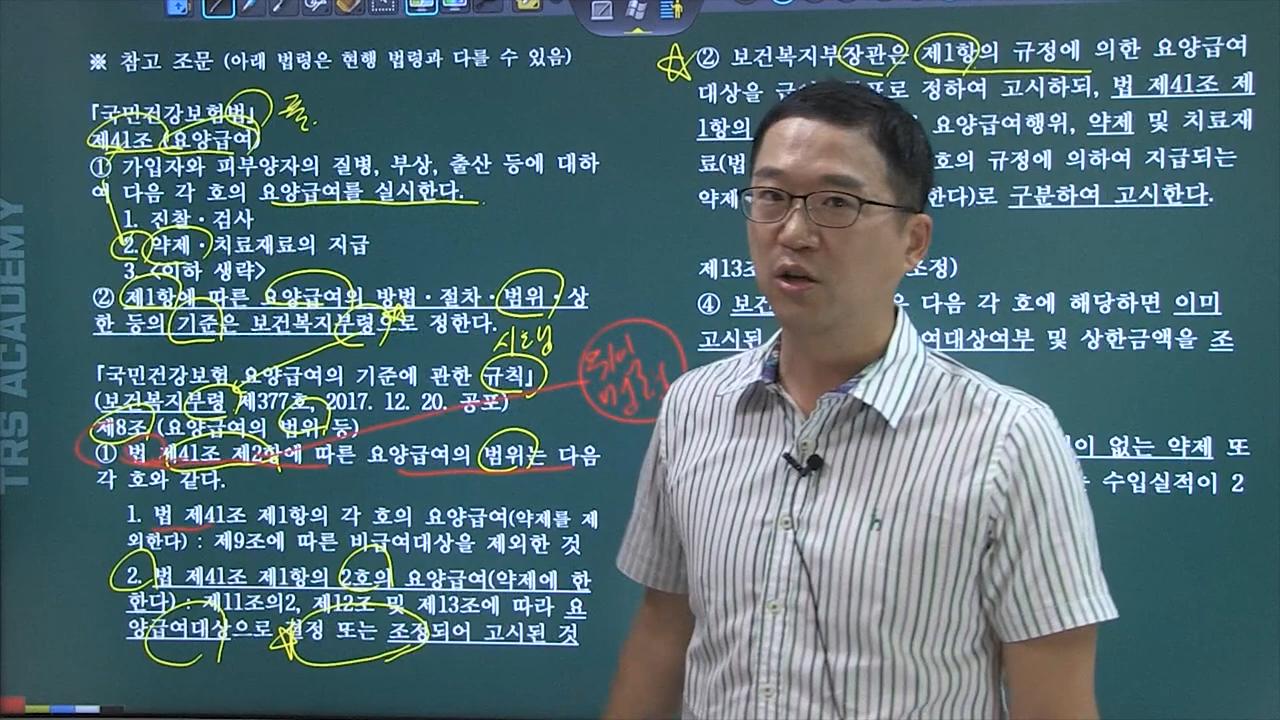 ※ 참고 조문 (아래 법령은 현행 법령과 다를 수 있음)
「국민건강보험법」
제41조 (요양급여)
① 가입자와 피부양자의 질병, 부상, 출산 등에 대하
여 다음 각 호의 요양급여를 실시한다.
1. 진찰·검사
2. 약제·치료재료의 지급
3. <이하 생략>
② 제1항에 따른 요양급여의 방법·절차·범위·상
한 등의 기준은 보건복지부령으로 정한다.
「국민건강보험 요양급여의 기준에 관한 규칙」
(보건복지부령 제377호, 2017. 12. 20. 공포)
제8조 (요양급여의 범위 등)
① 법 제41조 제2항에 따른 요양급여의 범위는 다음
각 호와 같다.
1. 법 제41조 제1항의 각 호의 요양급여(약제를 제
외한다) : 제9조에 따른 비급여대상을 제외한 것
2. 법 제41조 제1항의 2호의 요양급여(약제에 한
한다) : 제11조의2, 제12조 및 제13조에 따라 요
양급여대상으로 결정 또는 조정되어 고시된 것
② 보건복지부장관은 제1항의 규정에 의한 요양급여
대상을 로 정하여 고시하되, 법 제41조 제
1항의 요양급여행위, 약제 및 치료재
료(법 호의 규정에 의하여 지급되는
약제 한다)로 구분하여 고시한다.
제13조 조정)
④ 보건 은 다음 각 호에 해당하면 이미
고시된 여대상여부 및 상한금액을 조
이 없는 약제 또
는 수입실적이 2
TRS ACADEMY